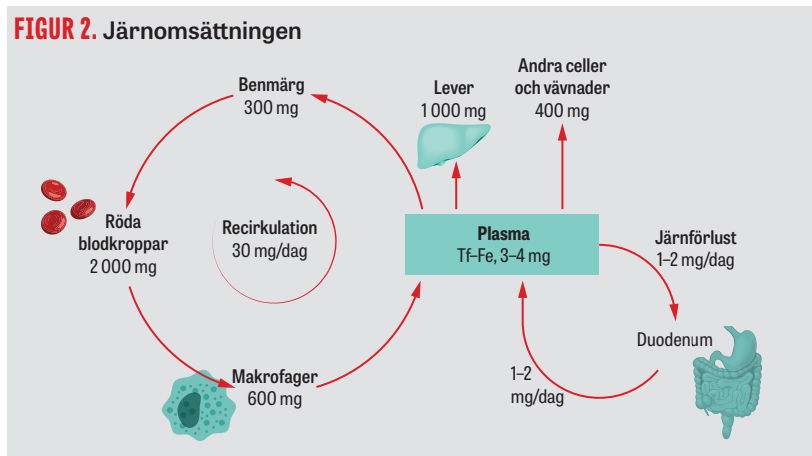 FIGUR 2. Järnomsättningen
Benmärg
300 mg
Lever
1 000 mg
Andra celler
och vävnader
400 mg
Röda
blodkroppar
2 000 mg
Recirkulation
30 mg/dag
Plasma
Tf–Fe, 3–4 mg
Järnförlust
1–2 mg/dag
Duodenum
1–2
mg/dag
Makrofager
600 mg